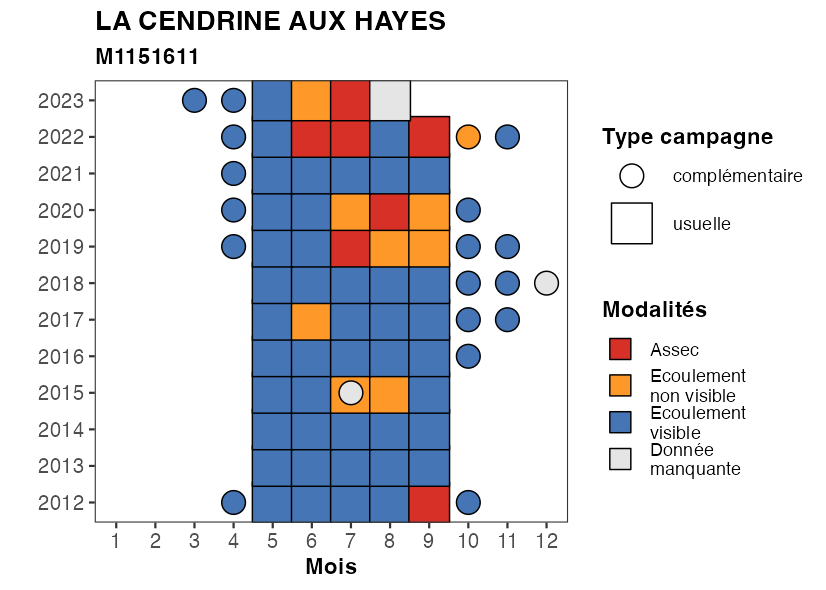 LA CENDRINE AUX HAYES
M1151611
2023
2022
2021
2020
2019
2018
2017
2016
2015
2014
2013
2012
1 2 3 4 5 6 7 8 9 10 11 12
Mois
Type campagne
complémentaire
usuelle
Modalités
Assec
Ecoulement
non visible
Ecoulement
visible
Donnée
manquante